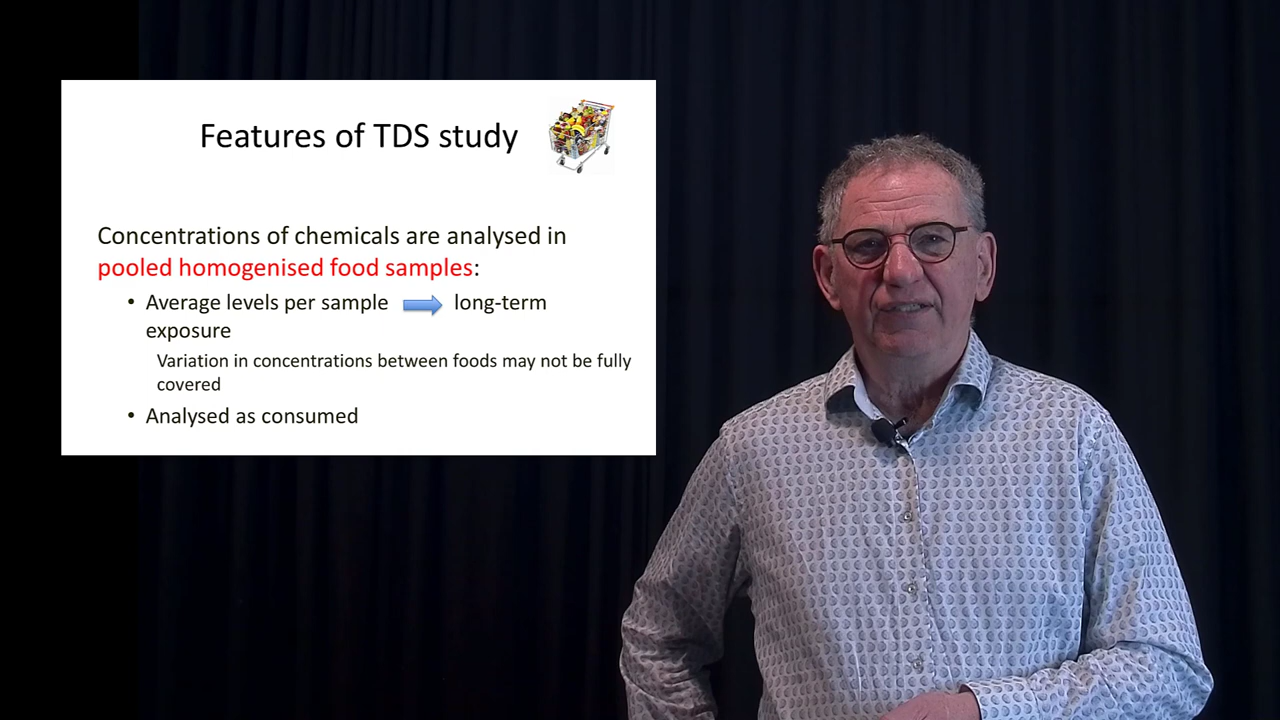 Features of TDS study
Concentrations of chemicals are analysed in
pooled homogenised food samples:
• Average levels per sample long-term
exposure
Variation in concentrations between foods may not be fully
covered
• Analysed as consumed